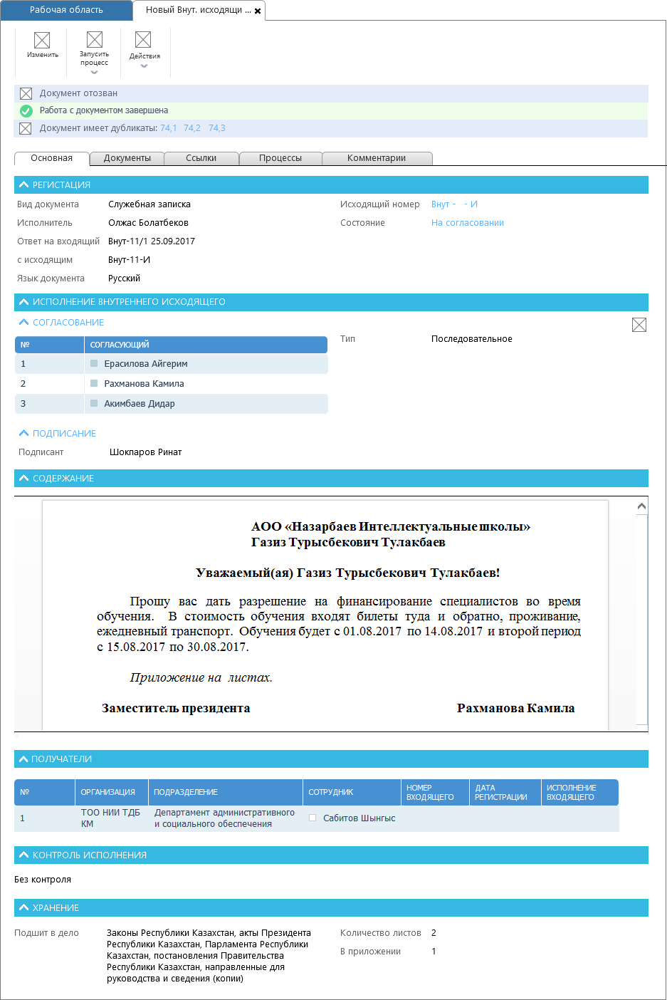 Рабочая область
Новый Внут. исходящи ...
Изменить
Запусить процесс
Действия
Документ отозван
Работа с документом завершена
Документ имеет дубликаты: 74,1 74,2 74,3
Основная Документы Ссылки Процессы Комментарии
РЕГИСТАЦИЯ
Вид документа Служебная записка Исходящий номер Внут - - И
Исполнитель Олжас Болатбеков Состояние На согласовании
Ответ на входящий Внут-11/1 25.09.2017
с исходящим Внут-11-И
Язык документа Русский
ИСПОЛНЕНИЕ ВНУТРЕННЕГО ИСХОДЯЩЕГО
СОГЛАСОВАНИЕ
Тип Последовательное
№ СОГЛАСУЮЩИЙ
1 Ерасилова Айгерим
2 Рахманова Камила
3 Акимбаев Дидар
ПОДПИСАНИЕ
Подписант Шокпаров Ринат
СОДЕРЖАНИЕ
АОО «Назарбаев Интеллектуальные школы»
Газиз Турысбекович Тулакбаев
Уважаемый(ая) Газиз Турысбекович Тулакбаев!
Прошу вас дать разрешение на финансирование специалистов во время
обучения. В стоимость обучения входят билеты туда и обратно, проживание,
ежедневный транспорт. Обучения будет с 01.08.2017 по 14.08.2017 и второй период
с 15.08.2017 по 30.08.2017.
Приложение на листах.
Заместитель президента Рахманова Камила
ПОЛУЧАТЕЛИ
№ ОРГАНИЗАЦИЯ ПОДРАЗДЕЛЕНИЕ СОТРУДНИК НОМЕР ВХОДЯЩЕГО ДАТА РЕГИСТРАЦИИ ИСПОЛНЕНИЕ ВХОДЯЩЕГО
1 ТОО НИИ ТДБ КМ Департамент административного и социального обеспечения Сабитов Шынгыс
КОНТРОЛЬ ИСПОЛНЕНИЯ
Без контроля
ХРАНЕНИЕ
Подшит в дело Законы Республики Казахстан, акты Президента
Республики Казахстан, Парламента Республики
Казахстан, постановления Правительства
Республики Казахстан, направленные для
руководства и сведения (копии)
Количество листов 2
В приложении 1